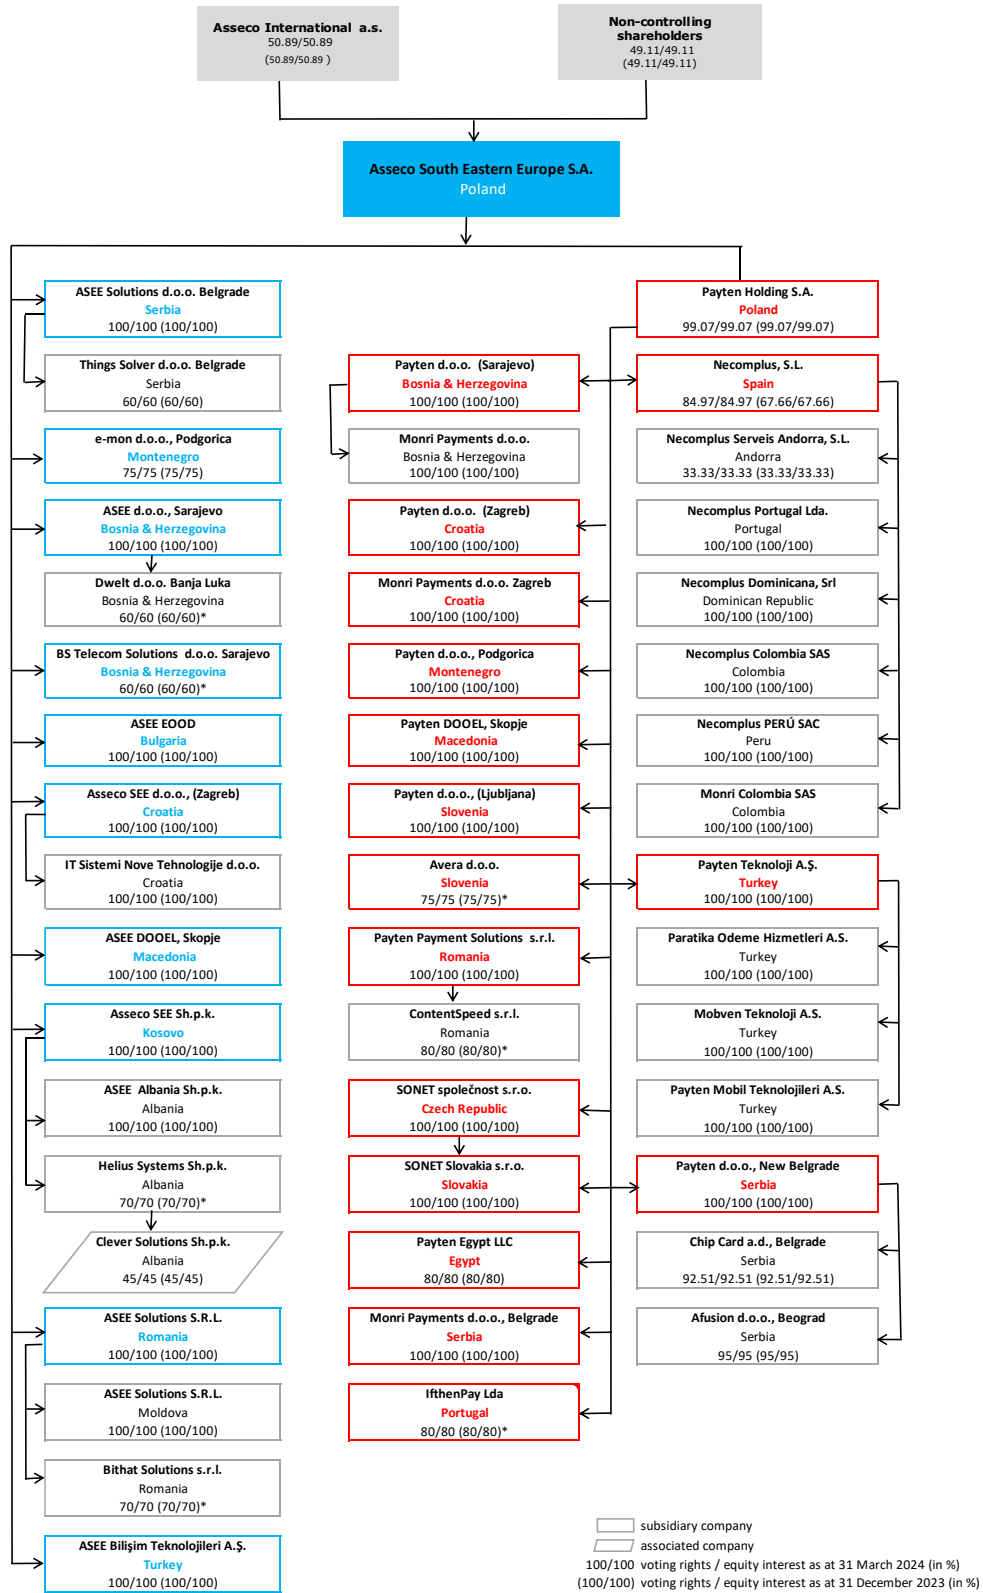 Asseco International a.s.
50.89/50.89
(50.89/50.89 )
Non-controlling
shareholders
49.11/49.11
(49.11/49.11)
Asseco South Eastern Europe S.A.
Poland
ASEE Solutions d.o.o. Belgrade
Serbia
100/100 (100/100)
Things Solver d.o.o. Belgrade
Serbia
60/60 (60/60)
e-mon d.o.o., Podgorica
Montenegro
75/75 (75/75)
ASEE d.o.o., Sarajevo
Bosnia & Herzegovina
100/100 (100/100)
Dwelt d.o.o. Banja Luka
Bosnia & Herzegovina
60/60 (60/60)*
BS Telecom Solutions d.o.o. Sarajevo
Bosnia & Herzegovina
60/60 (60/60)*
ASEE EOOD
Bulgaria
100/100 (100/100)
Asseco SEE d.o.o., (Zagreb)
Croatia
100/100 (100/100)
IT Sistemi Nove Tehnologije d.o.o.
Croatia
100/100 (100/100)
ASEE DOOEL, Skopje
Macedonia
100/100 (100/100)
Asseco SEE Sh.p.k.
Kosovo
100/100 (100/100)
ASEE Albania Sh.p.k.
Albania
100/100 (100/100)
Helius Systems Sh.p.k.
Albania
70/70 (70/70)*
Clever Solutions Sh.p.k.
Albania
45/45 (45/45)
ASEE Solutions S.R.L.
Romania
100/100 (100/100)
ASEE Solutions S.R.L.
Moldova
100/100 (100/100)
Bithat Solutions s.r.l.
Romania
70/70 (70/70)*
ASEE Bilişim Teknolojileri A.Ş.
Turkey
100/100 (100/100)
Payten d.o.o. (Sarajevo)
Bosnia & Herzegovina
100/100 (100/100)
Monri Payments d.o.o.
Bosnia & Herzegovina
100/100 (100/100)
Payten d.o.o. (Zagreb)
Croatia
100/100 (100/100)
Monri Payments d.o.o. Zagreb
Croatia
100/100 (100/100)
Payten d.o.o., Podgorica
Montenegro
100/100 (100/100)
Payten DOOEL, Skopje
Macedonia
100/100 (100/100)
Payten d.o.o., (Ljubljana)
Slovenia
100/100 (100/100)
Avera d.o.o.
Slovenia
75/75 (75/75)*
Payten Payment Solutions s.r.l.
Romania
100/100 (100/100)
ContentSpeed s.r.l.
Romania
80/80 (80/80)*
SONET společnost s.r.o.
Czech Republic
100/100 (100/100)
SONET Slovakia s.r.o.
Slovakia
100/100 (100/100)
Payten Egypt LLC
Egypt
80/80 (80/80)
Monri Payments d.o.o., Belgrade
Serbia
100/100 (100/100)
IfthenPay Lda
Portugal
80/80 (80/80)*
Payten Holding S.A.
Poland
99.07/99.07 (99.07/99.07)
Necomplus, S.L.
Spain
84.97/84.97 (67.66/67.66)
Necomplus Serveis Andorra, S.L.
Andorra
33.33/33.33 (33.33/33.33)
Necomplus Portugal Lda.
Portugal
100/100 (100/100)
Necomplus Dominicana, Srl
Dominican Republic
100/100 (100/100)
Necomplus Colombia SAS
Colombia
100/100 (100/100)
Necomplus PERÚ SAC
Peru
100/100 (100/100)
Monri Colombia SAS
Colombia
100/100 (100/100)
Payten Teknoloji A.Ş.
Turkey
100/100 (100/100)
Paratika Odeme Hizmetleri A.S.
Turkey
100/100 (100/100)
Mobven Teknoloji A.S.
Turkey
100/100 (100/100)
Payten Mobil Teknolojileri A.S.
Turkey
100/100 (100/100)
Payten d.o.o., New Belgrade
Serbia
100/100 (100/100)
Chip Card a.d., Belgrade
Serbia
92.51/92.51 (92.51/92.51)
Afusion d.o.o., Beograd
Serbia
95/95 (95/95)
subsidiary company
associated company
100/100 voting rights / equity interest as at 31 March 2024 (in %)
(100/100) voting rights / equity interest as at 31 December 2023 (in %)